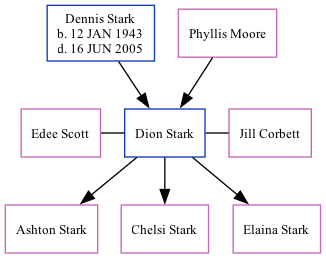 Dennis Stark
b. 12 JAN 1943
d. 16 JUN 2005
Phyllis Moore
Edee Scott
Dion Stark
Jill Corbett
Ashton Stark
Chelsi Stark
Elaina Stark